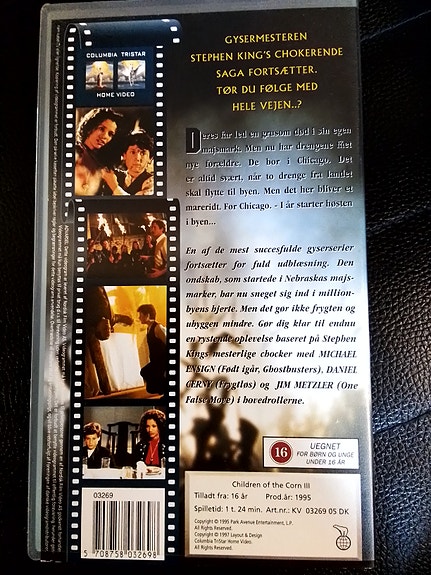 COLUMBIA TRISTAR
HOME VIDEO
GYSERMESTEREN
STEPHEN KING'S CHOKERENDE
SAGA FORTSÆTTER.
TØR DU FØLGE MED
HELE VEJEN..?
Deres far led en grusom død i sin egen
majsmark. Men nu har drengene fået
nye forældre. De bor i Chicago. Det
er altid svært, når to drenge fra landet
skal flytte til byen. Men det her bliver et
mareridt. For Chicago. - I år starter høsten
i byen...
En af de mest succesfulde gyserserier
fortsætter for fuld udblæsning. Den
ondskab, som startede i Nebraskas majs-
marker, har nu sneget sig ind i million-
byens hjerte. Men det gør ikke frygten og
uhyggen mindre. Gør dig klar til endnu
en rystende oplevelse baseret på Stephen
Kings mesterlige chocker med MICHAEL
ENSIGN (Født igår, Ghostbusters), DANIEL
CERNY (Frygtløs) og JIM METZLER (One
False Move) i hovedrollerne.
16
UEGNET
FOR BØRN OG UNGE
UNDER 16 ÅR
Children of the Corn III
Tilladt fra: 16 år Prod.år: 1995
Spilletid: 1 t. 24 min. Art.nr.: KV 03269 05 DK
Copyright © 1995 Park Avenue Entertainment, L.P.
All Rights Reserved.
Copyright © 1997 Layout & Design
Columbia TriStar Home Video.
All Rights Reserved.
03269
5 708758 032698